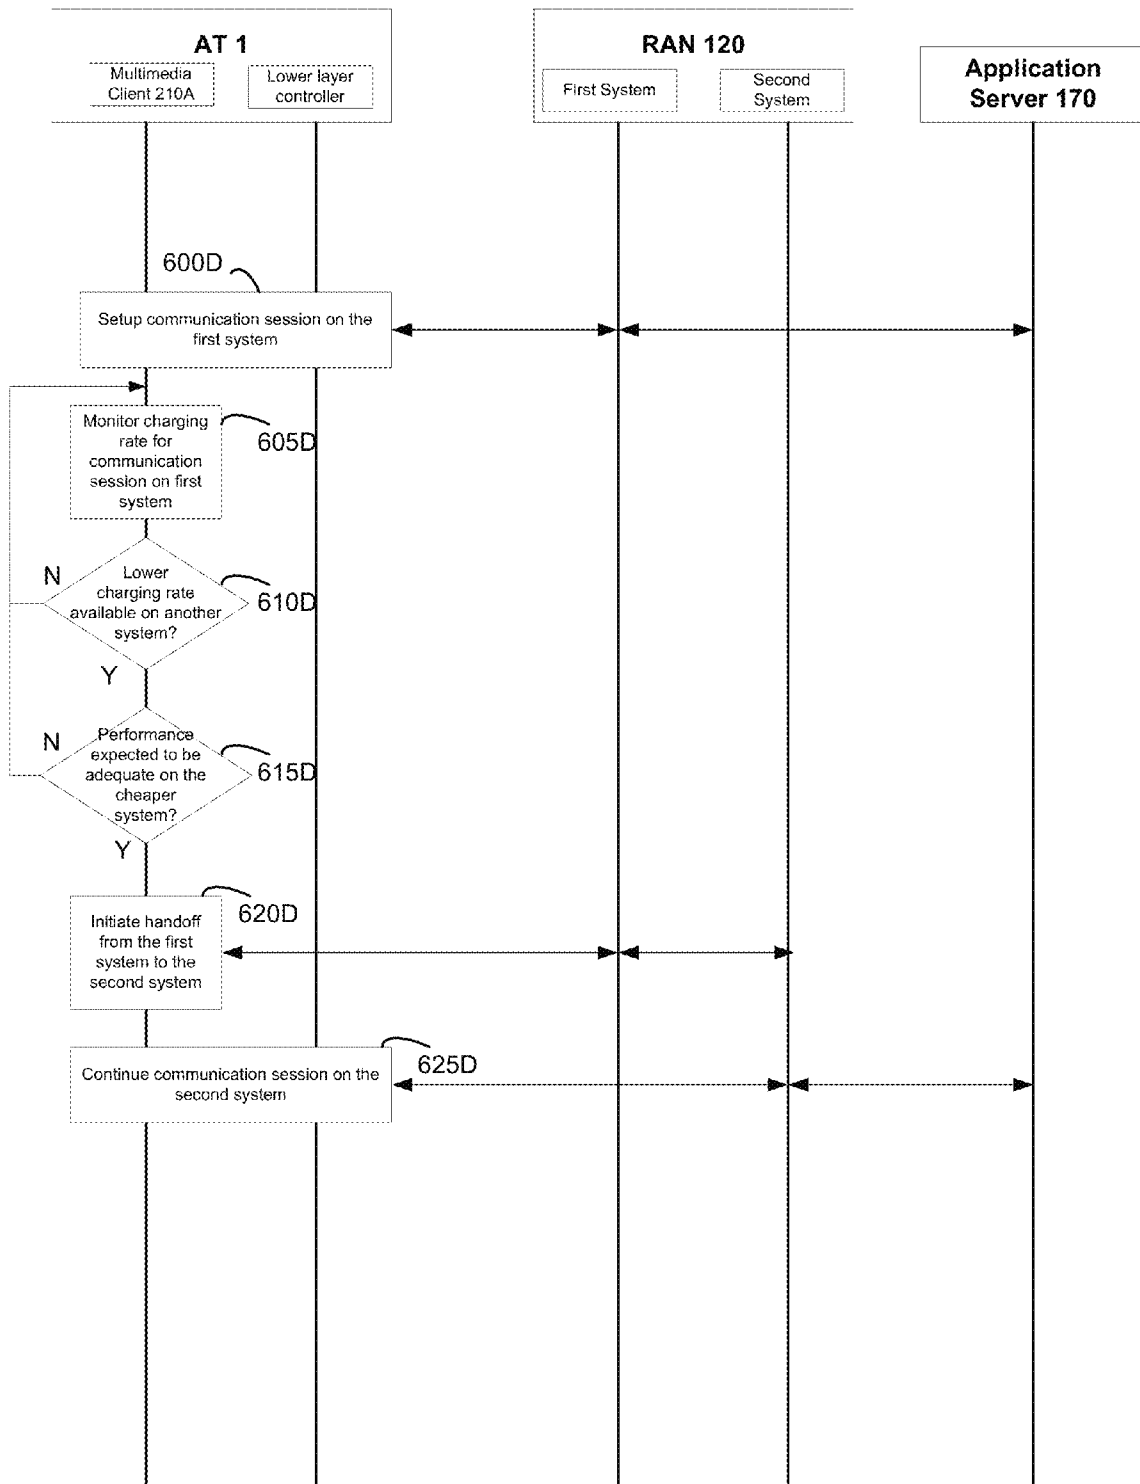 AT 1
Multimedia
Client 210A
Lower layer
controller
RAN 120
First System
Second
System
Application
Server 170
600D
Setup communication session on the
first system
Monitor charging
rate for
communication
session on first
system
605D
N
Lower
charging rate
available on another
system?
610D
Y
N
Performance
expected to be
adequate on the
cheaper
system?
615D
Y
Initiate handoff
from the first
system to the
second system
620D
Continue communication session on the
second system
625D